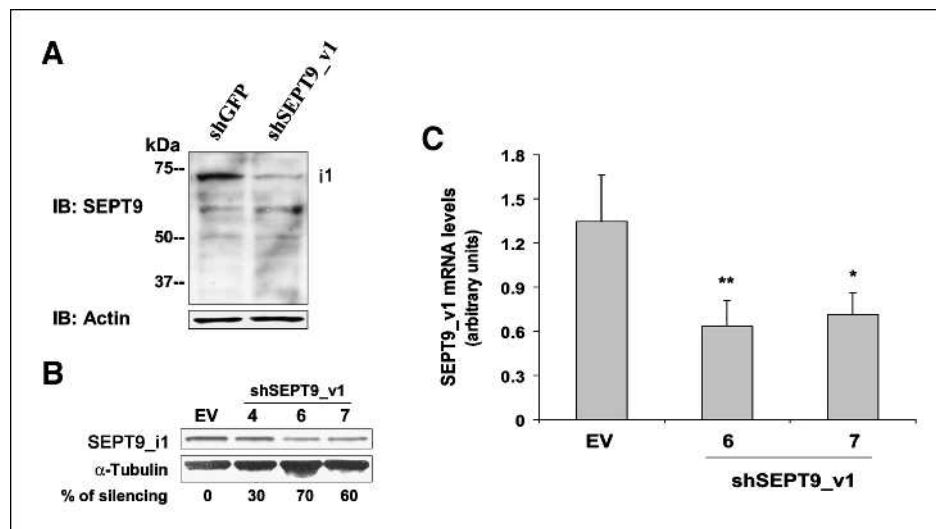 A
shGFP
shSEPT9_v1
kDa
75--
i1
IB: SEPT9
50--
37--
IB: Actin
B
shSEPT9_v1
EV 4 6 7
SEPT9_i1
α-Tubulin
% of silencing 0 30 70 60
C
SEPT9_v1 mRNA levels
(arbitrary units)
1.8
1.5
1.2
0.9
0.6
0.3
0
**
*
EV 6 7
shSEPT9_v1